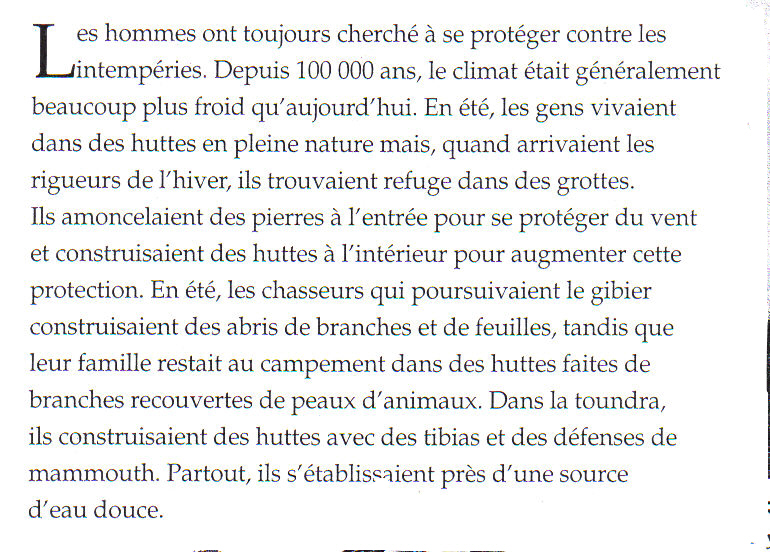 Les hommes ont toujours cherché à se protéger contre les
intempéries. Depuis 100 000 ans, le climat était généralement
beaucoup plus froid qu'aujourd'hui. En été, les gens vivaient
dans des huttes en pleine nature mais, quand arrivaient les
rigueurs de l'hiver, ils trouvaient refuge dans des grottes.
Ils amoncelaient des pierres à l'entrée pour se protéger du vent
et construisaient des huttes à l'intérieur pour augmenter cette
protection. En été, les chasseurs qui poursuivaient le gibier
construisaient des abris de branches et de feuilles, tandis que
leur famille restait au campement dans des huttes faites de
branches recouvertes de peaux d'animaux. Dans la toundra,
ils construisaient des huttes avec des tibias et des défenses de
mammouth. Partout, ils s'établissaient près d'une source
d'eau douce.